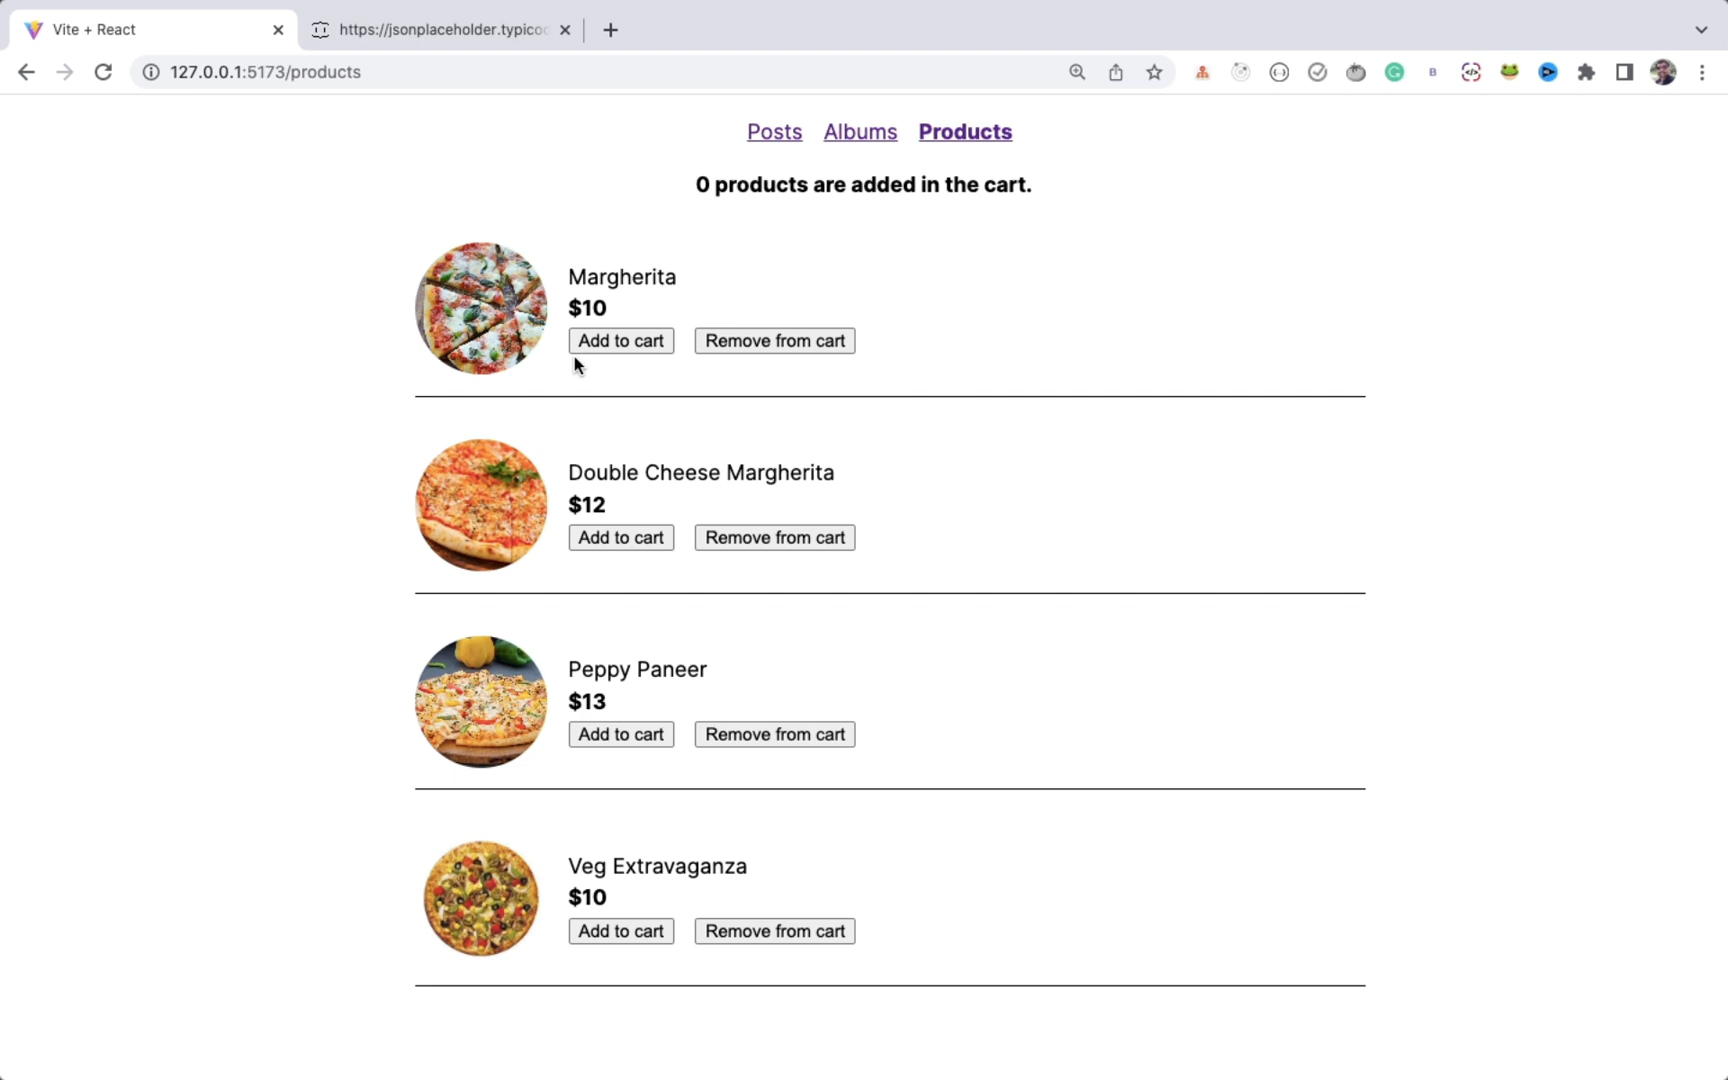 Vite + React
https://jsonplaceholder.typico
127.0.0.1:5173/products
Posts Albums Products
0 products are added in the cart.
Margherita
$10
Add to cart Remove from cart
Double Cheese Margherita
$12
Add to cart Remove from cart
Peppy Paneer
$13
Add to cart Remove from cart
Veg Extravaganza
$10
Add to cart Remove from cart